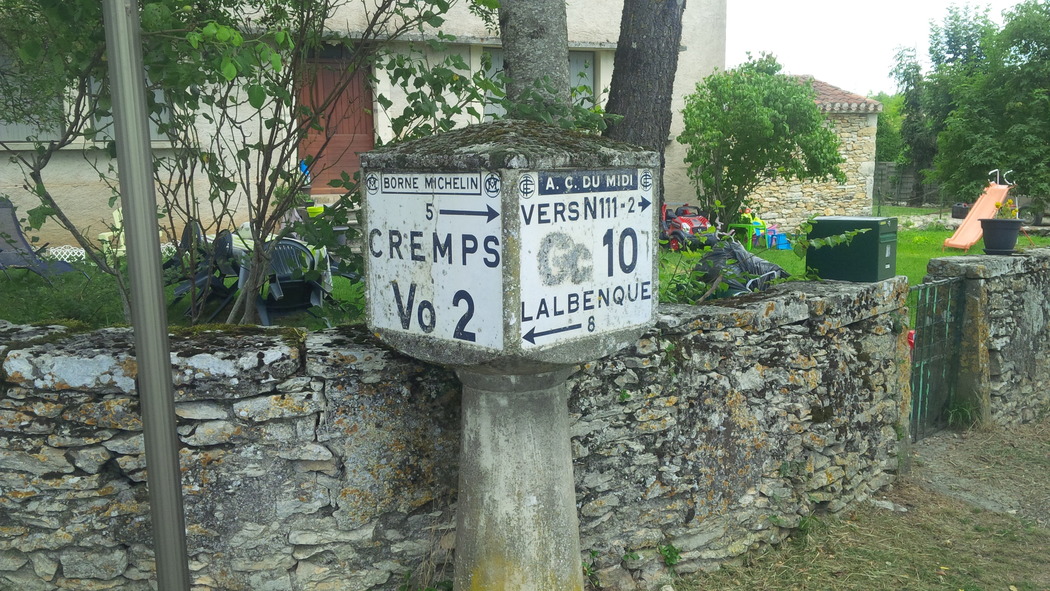 BORNE MICHELIN
5
CREMPS
Vo 2
A. C. DU MIDI
VERS N111-2
Gc 10
LALBENQUE
8